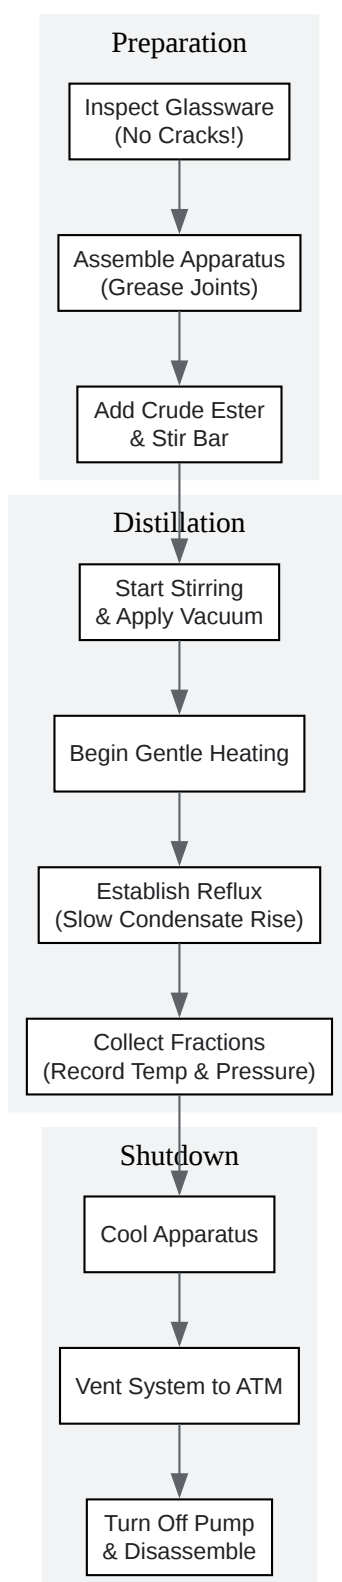 Preparation
Inspect Glassware
(No Cracks!)
Assemble Apparatus
(Grease Joints)
Add Crude Ester
& Stir Bar
Distillation
Start Stirring
& Apply Vacuum
Begin Gentle Heating
Establish Reflux
(Slow Condensate Rise)
Collect Fractions
(Record Temp & Pressure)
Shutdown
Cool Apparatus
Vent System to ATM
Turn Off Pump
& Disassemble